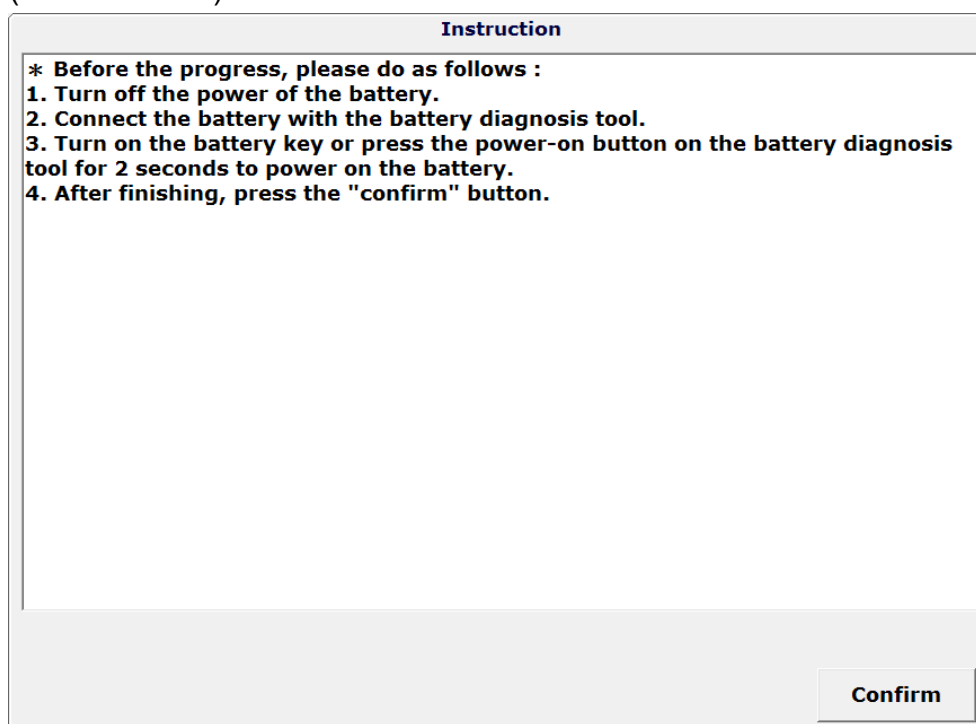 Instruction
* Before the progress, please do as follows :
1. Turn off the power of the battery.
2. Connect the battery with the battery diagnosis tool.
3. Turn on the battery key or press the power-on button on the battery diagnosis
tool for 2 seconds to power on the battery.
4. After finishing, press the "confirm" button.
Confirm